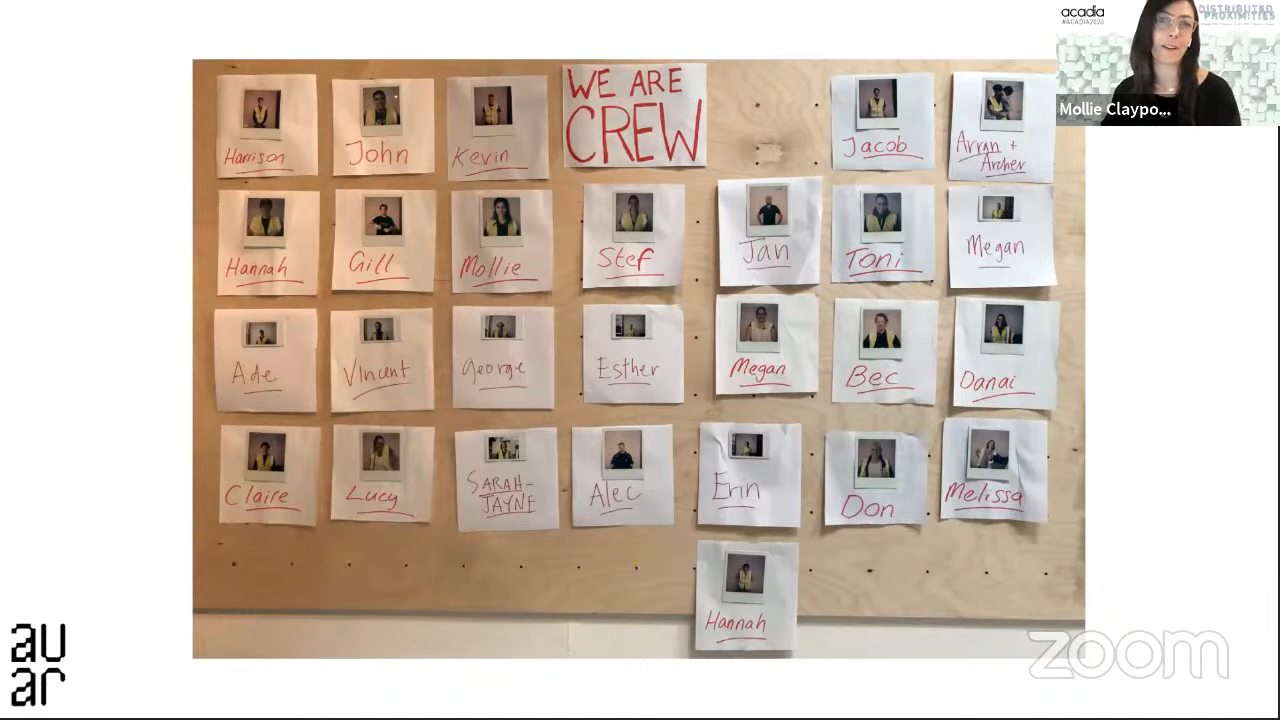 acadia
#ACADIA2020
DISTRIBUTED
PROXIMITIES
Mollie Claypo...
WE ARE
CREW
Harrison
John
Kevin
Jacob
Arran +
Archer
Hannah
Gill
Mollie
Stef
Jan
Toni
Megan
Ade
Vincent
George
Esther
Megan
Bec
Danai
Claire
Lucy
SARAH-
JAYNE
Alec
Erin
Don
Melissa
Hannah
au
ar
zoom